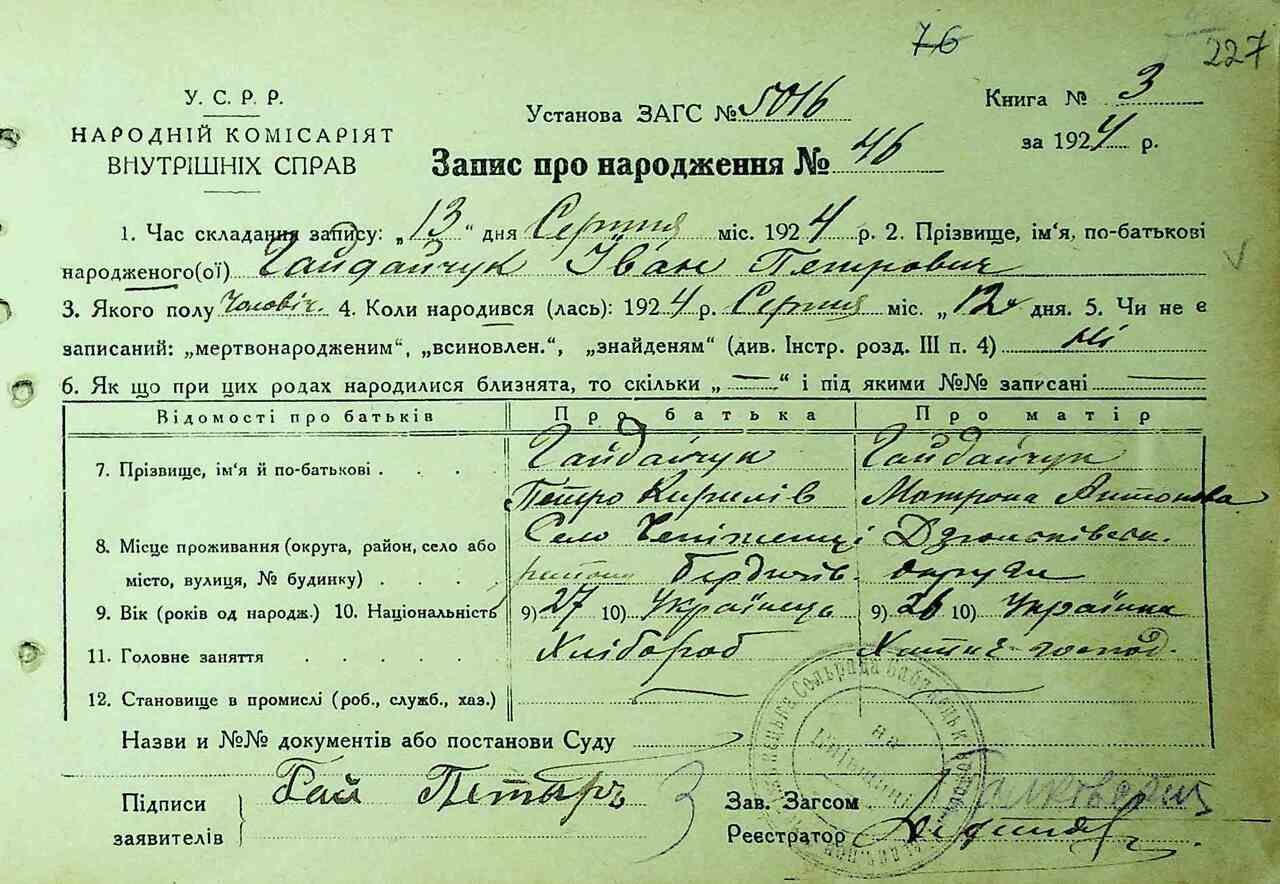 76 227
У. С. Р. Р.
НАРОДНІЙ КОМІСАРІЯТ
ВНУТРІШНІХ СПРАВ
Установа ЗАГС № 5016
Книга № 3
за 1924 р.
Запис про народження № 46
1. Час складання запису: „13“ дня Серпня міс. 1924 р. 2. Прізвище, ім‘я, по-батькові
народженого(ої) Гайдайчук Іван Петрович
3. Якого полу Чоловіч. 4. Коли народився (лась): 1924 р. Серпня міс. „12“ дня. 5. Чи не є
записаний: „мертвонародженим“, „всиновлен.“, „знайденям“ (див. Інстр. розд. III п. 4) Ні
6. Як що при цих родах народилися близнята, то скільки „ — “ і під якими №№ записані
Відомості про батьків Про батька Про матір
7. Прізвище, ім‘я й по-батькові . . . . Гайдайчук Гайдайчук
Петро Кирилів Мотрона Антонова
8. Місце проживання (округа, район, село або Село
місто, вулиця, № будинку) . . . . району Бердичів. округи
9. Вік (років од народж.) 10. Національність 9) 27 10) Українець 9) 26 10) Українка
11. Головне заняття . . . . . . Хлібороб Хатнє господ.
12. Становище в промислі (роб., служб., хаз.)
Назви и №№ документів або постанови Суду
Підписи
заявителів
Гай Петыръ
Зав. Загсом
Реєстратор